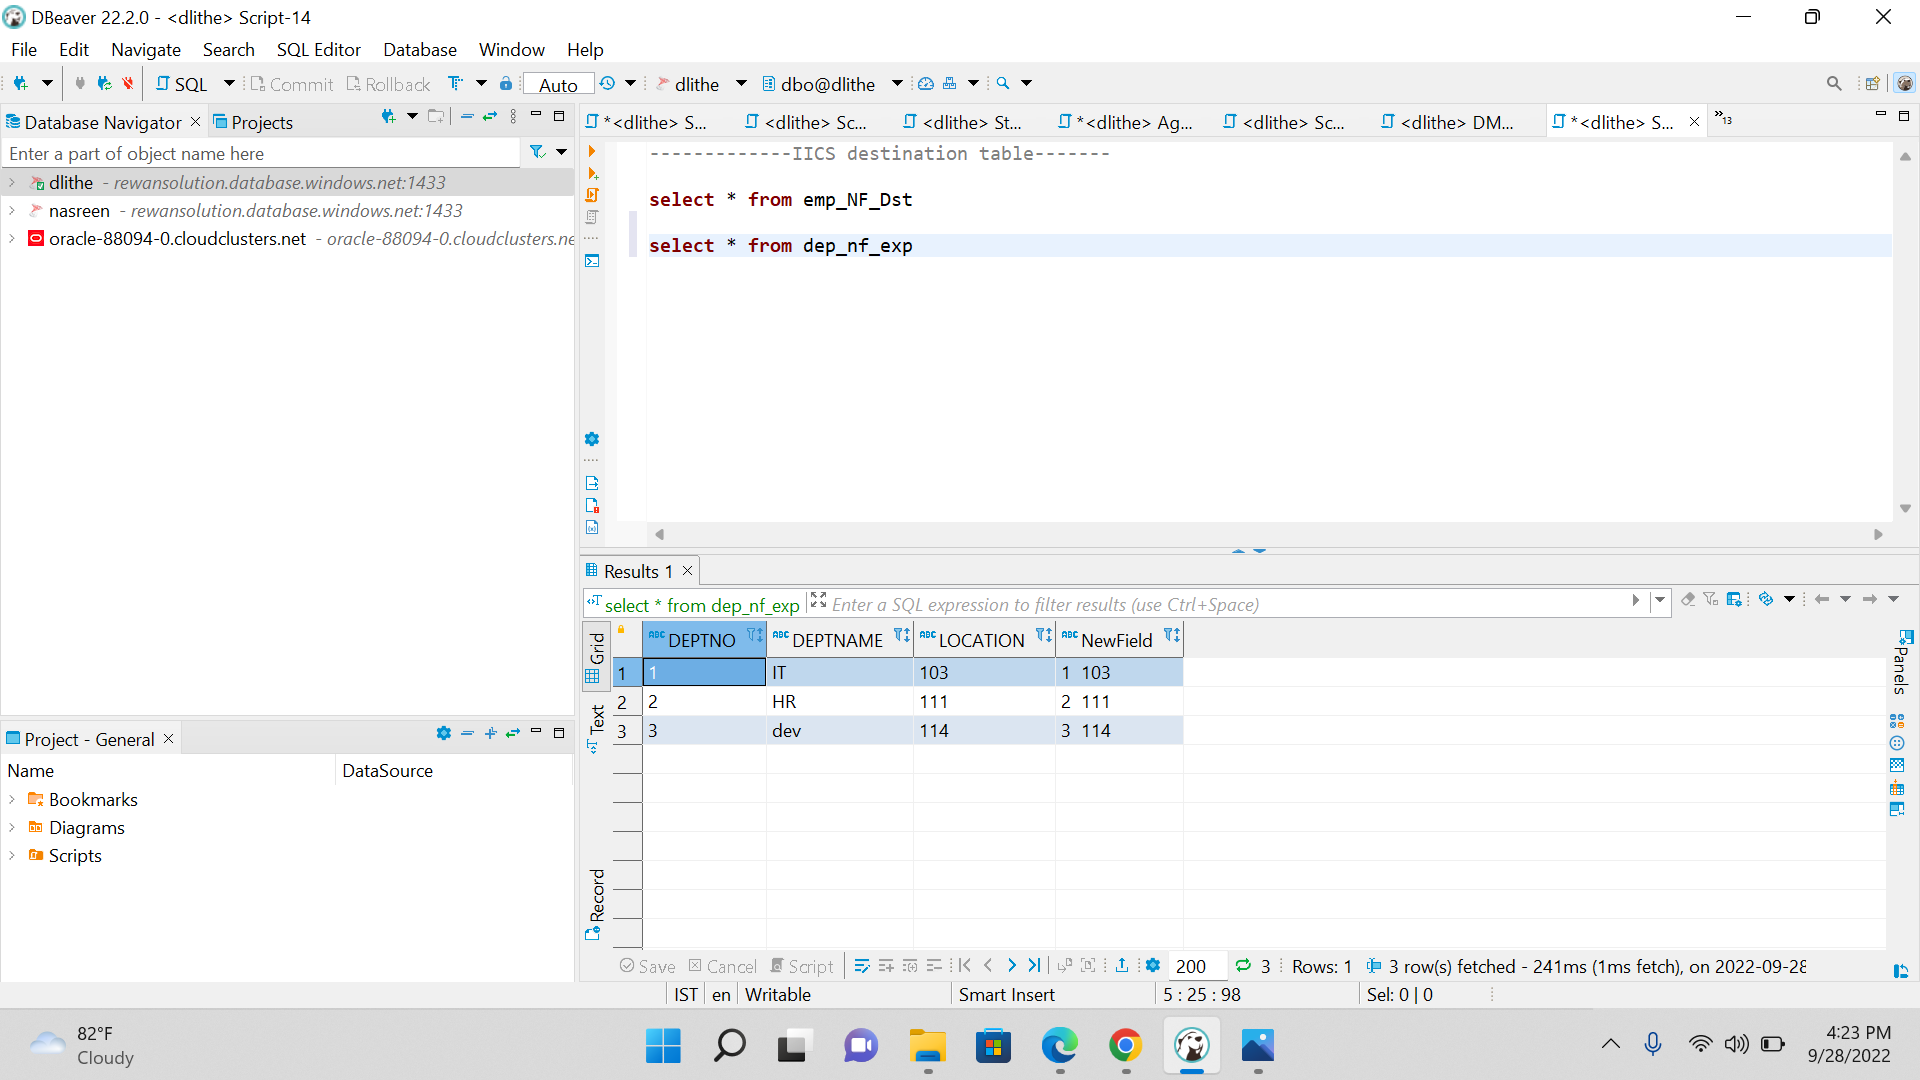 DBeaver 22.2.0 - <dlithe> Script-14
File Edit Navigate Search SQL Editor Database Window Help
SQL Commit Rollback Auto dlithe dbo@dlithe
Database Navigator Projects
Enter a part of object name here
dlithe - rewansolution.database.windows.net:1433
nasreen - rewansolution.database.windows.net:1433
oracle-88094-0.cloudclusters.net - oracle-88094-0.cloudclusters.ne
*<dlithe> S... <dlithe> Sc... <dlithe> St... *<dlithe> Ag... <dlithe> Sc... <dlithe> DM... *<dlithe> S... »13
-------------IICS destination table-------
select * from emp_NF_Dst
select * from dep_nf_exp
Project - General
Name DataSource
Bookmarks
Diagrams
Scripts
Results 1
select * from dep_nf_exp Enter a SQL expression to filter results (use Ctrl+Space)
Grid
Text
Record
Panels
ABC DEPTNO ABC DEPTNAME ABC LOCATION ABC NewField
1 1 IT 103 1 103
2 2 HR 111 2 111
3 3 dev 114 3 114
Save Cancel Script 200 3 Rows: 1 3 row(s) fetched - 241ms (1ms fetch), on 2022-09-28
IST en Writable Smart Insert 5 : 25 : 98 Sel: 0 | 0
82°F
Cloudy
4:23 PM
9/28/2022